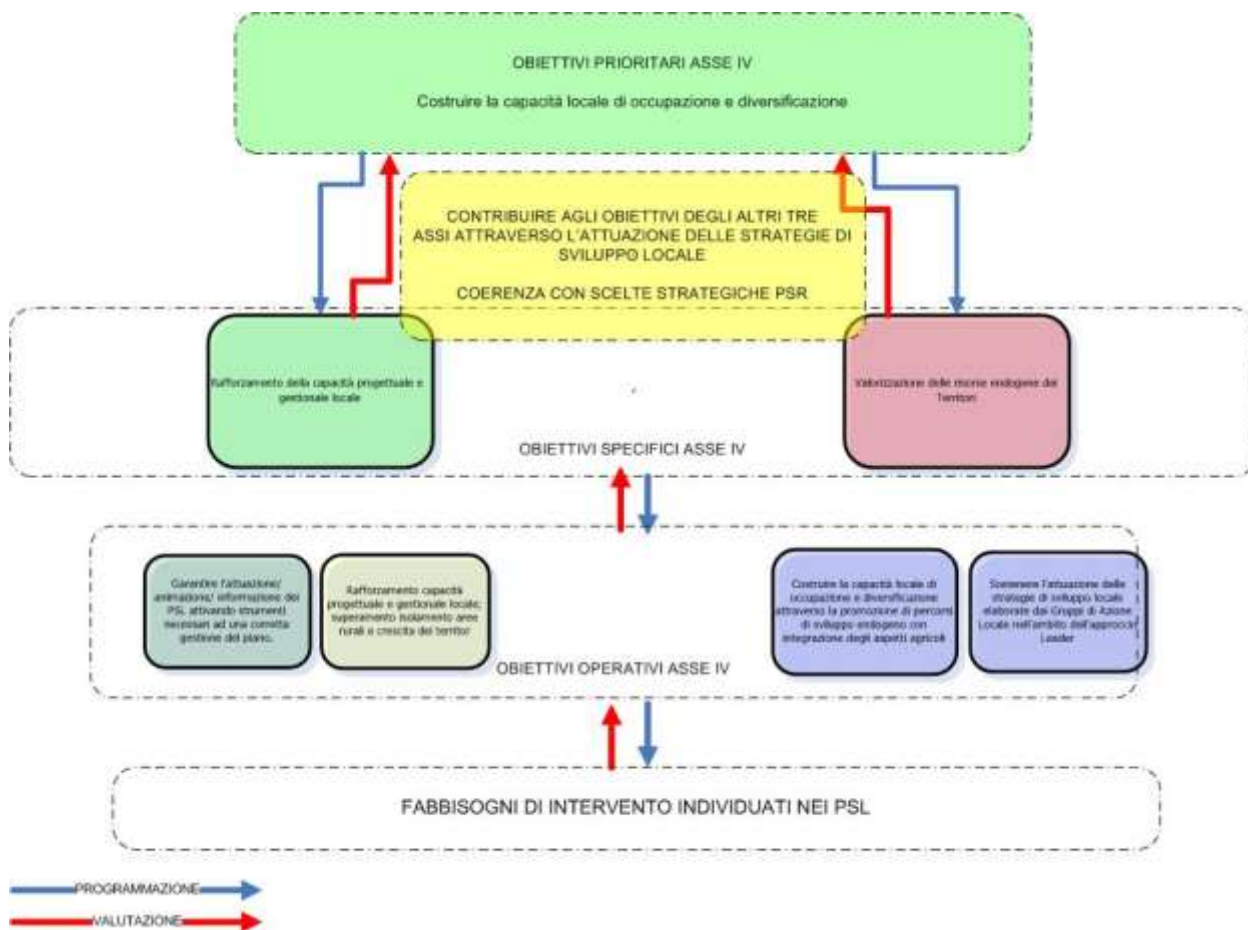 OBIETTIVI PRIORITARI ASSE IV
Costruire la capacità locale di occupazione e diversificazione
CONTRIBUIRE AGLI OBIETTIVI DEGLI ALTRI TRE
ASSI ATTRAVERSO L'ATTUAZIONE DELLE STRATEGIE DI
SVILUPPO LOCALE
COERENZA CON SCELTE STRATEGICHE PSR
Rafforzamento della capacità progettuale e
gestionale locale
Valorizzazione delle risorse endogene dei
Territori
OBIETTIVI SPECIFICI ASSE IV
Garantire l'attuazione/
animazione/ informazione dei
PSL attivando strumenti
necessari ad una corretta
gestione del piano.
Rafforzamento capacità
progettuale e gestionale locale;
superamento isolamento aree
rurali e crescita dei territor
Costruire la capacità locale di
occupazione e diversificazione
attraverso la promozione di percorsi
di sviluppo endogeno con
integrazione degli aspetti agricoli
Sostenere l'attuazione delle
strategie di sviluppo locale
elaborate dai Gruppi di Azione
Locale nell'ambito dell'approccio
Leader
OBIETTIVI OPERATIVI ASSE IV
FABBISOGNI DI INTERVENTO INDIVIDUATI NEI PSL
PROGRAMMAZIONE
VALUTAZIONE